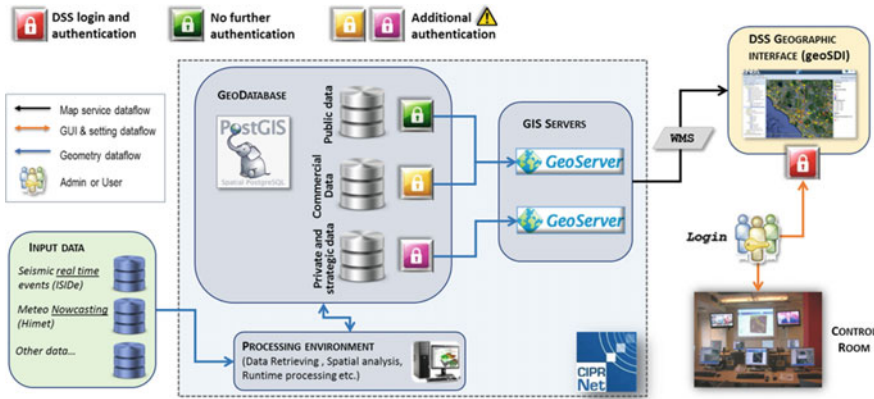 DSS login and
authentication
No further
authentication
Additional
authentication
Map service dataflow
GUI & setting dataflow
Geometry dataflow
Admin or User
INPUT DATA
Seismic real time
events (ISIDe)
Meteo Nowcasting
(Himet)
Other data...
GEODATABASE
PostGIS
Spatial PostgreSQL
Public data
Commercial
Data
Private and
strategic data
GIS SERVERS
GeoServer
GeoServer
PROCESSING ENVIRONMENT
(Data Retrieving , Spatial analysis,
Runtime processing etc.)
CIPR
Net
WMS
DSS GEOGRAPHIC
INTERFACE (geoSDI)
Login
CONTROL
ROOM